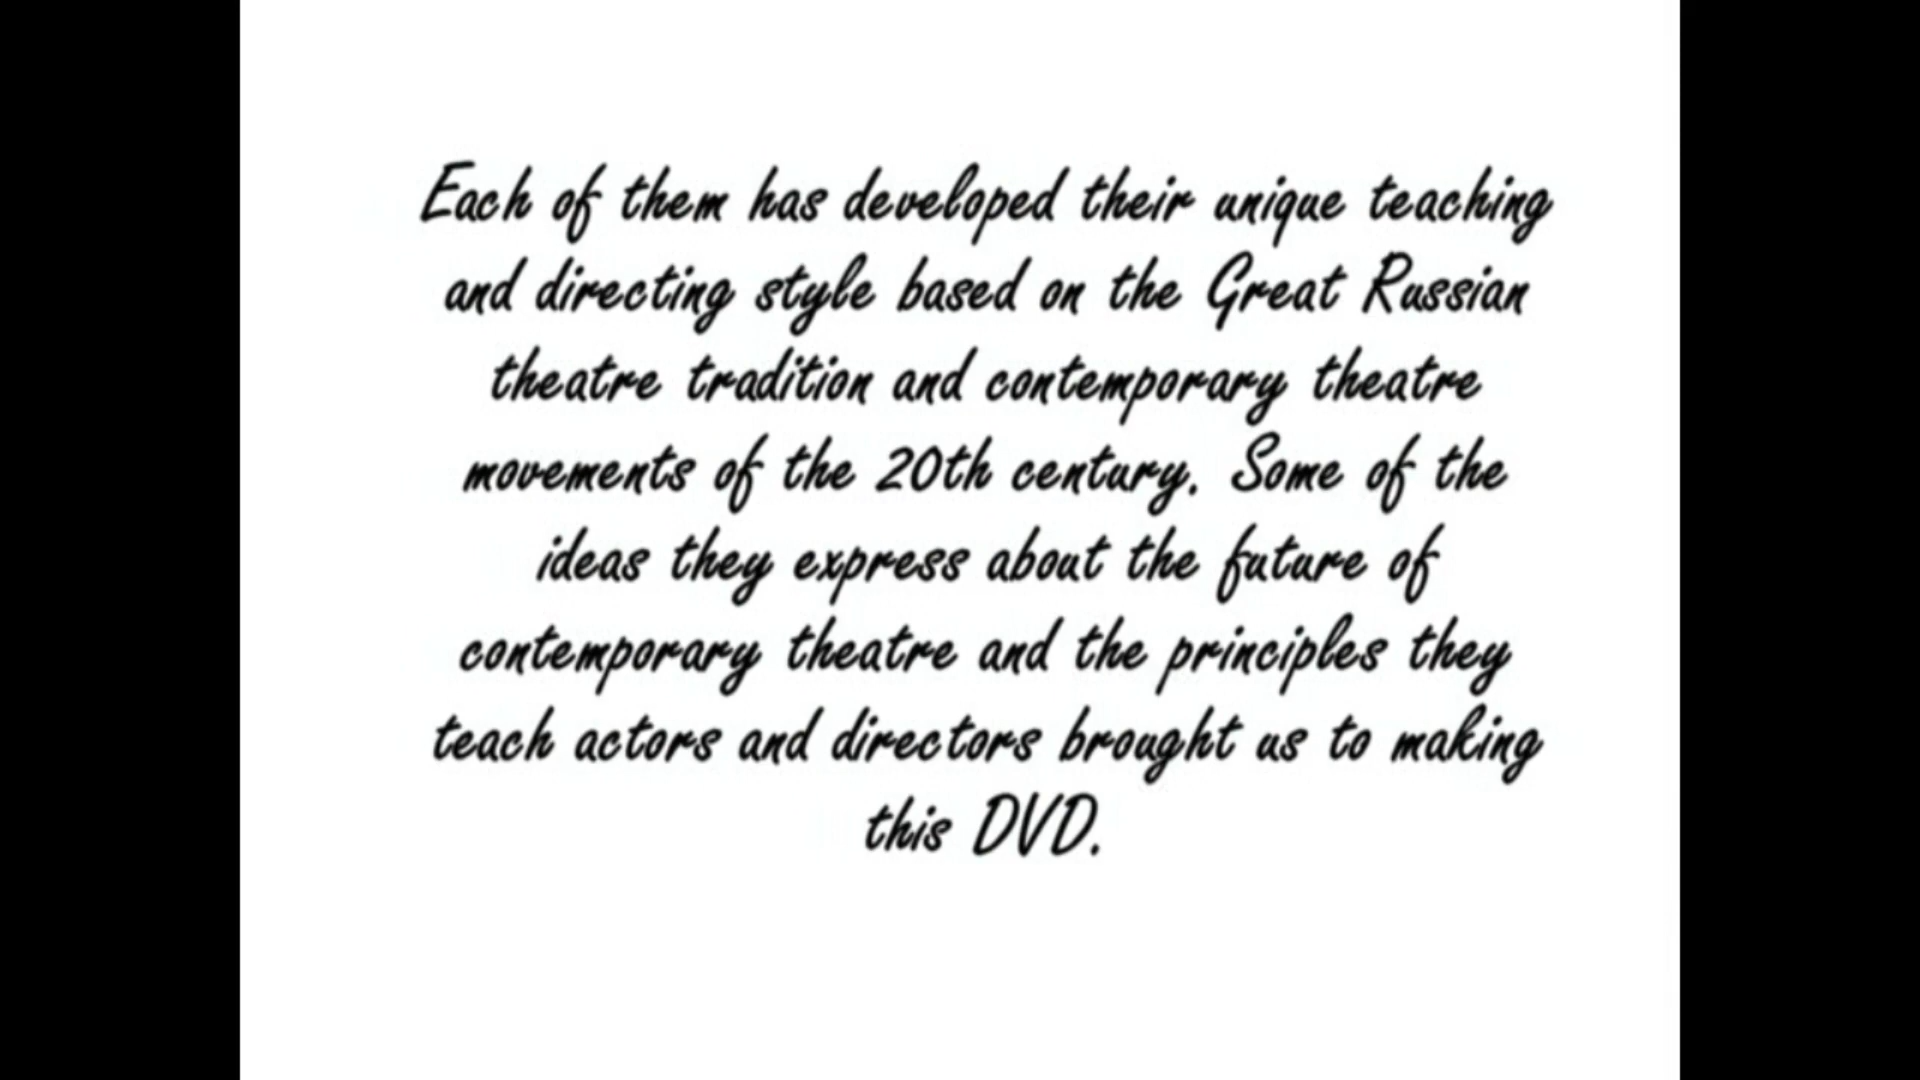 Each of them has developed their unique teaching
and directing style based on the Great Russian
theatre tradition and contemporary theatre
movements of the 20th century. Some of the
ideas they express about the future of
contemporary theatre and the principles they
teach actors and directors brought us to making
this DVD.